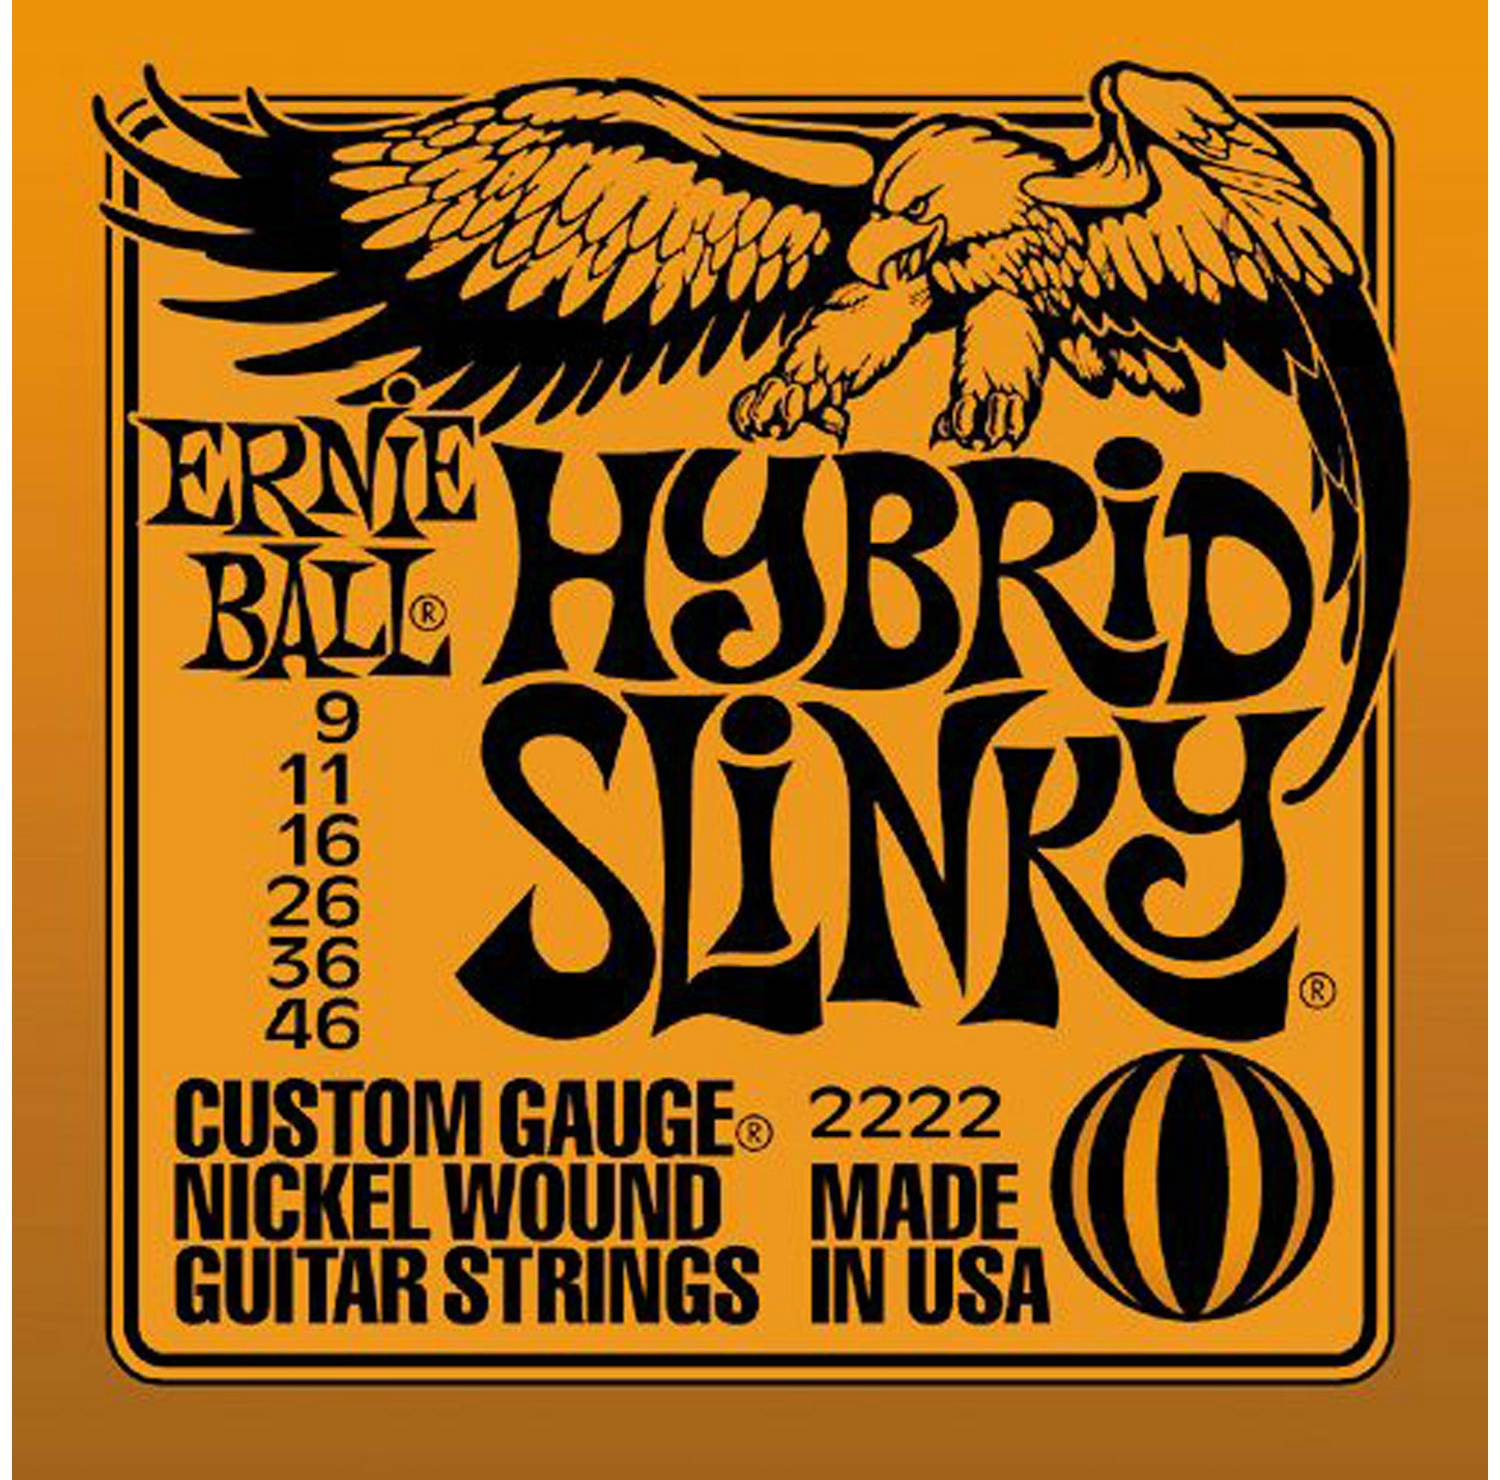 ERNiE
BALL®
HYBRiD
SLiNKY®
9
11
16
26
36
46
CUSTOM GAUGE®
NICKEL WOUND
GUITAR STRINGS
2222
MADE
IN USA